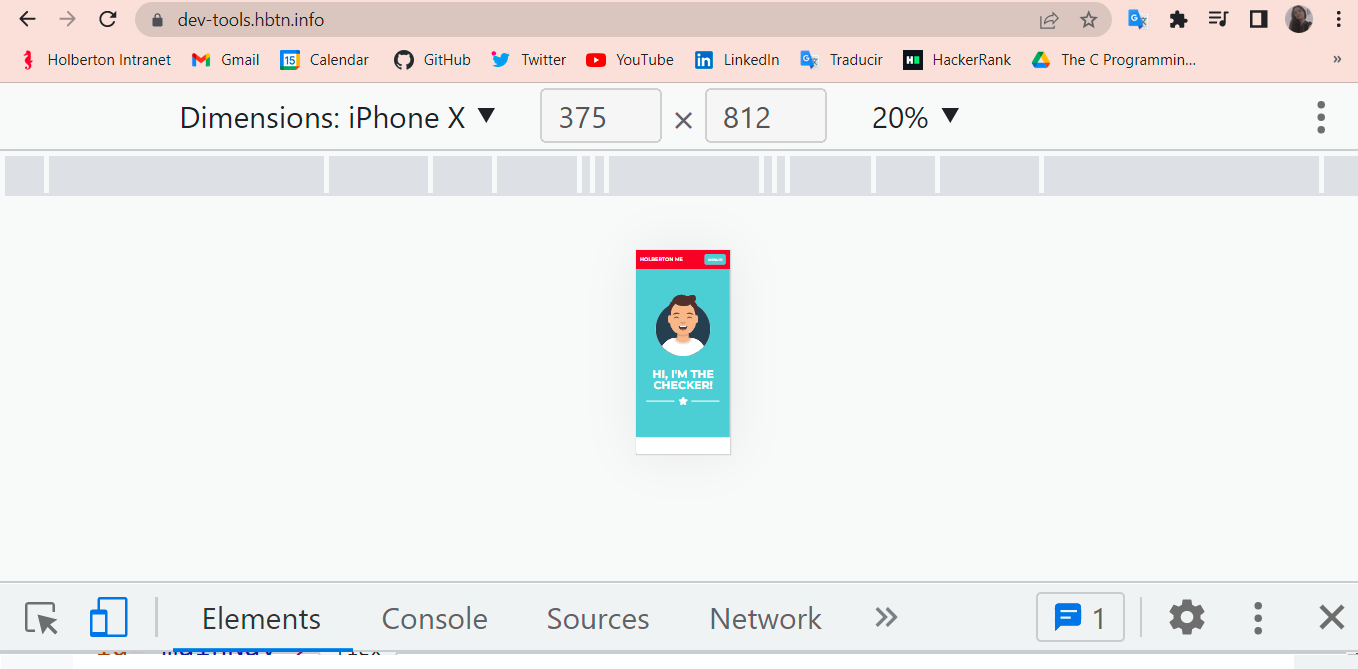 dev-tools.hbtn.info
Holberton Intranet Gmail 15 Calendar GitHub Twitter YouTube LinkedIn Traducir HackerRank The C Programmin... »
Dimensions: iPhone X ▼ 375 × 812 20% ▼
HOLBERTON ME
HI, I'M THE
CHECKER!
Elements Console Sources Network » 1